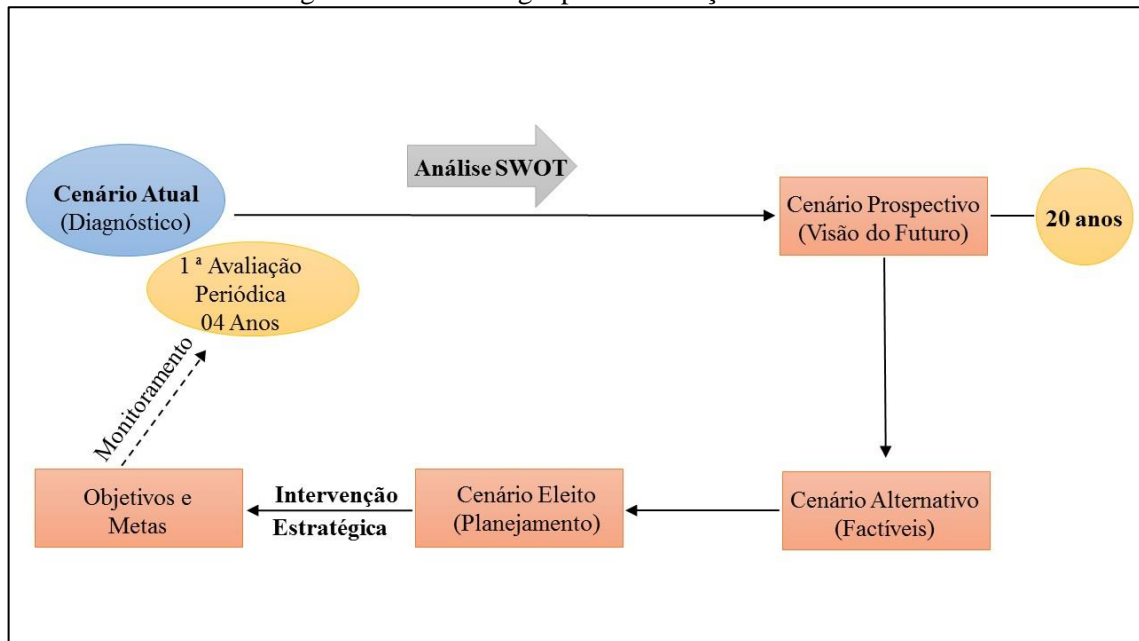 Análise SWOT
Cenário Atual
(Diagnóstico)
Cenário Prospectivo
(Visão do Futuro)
20 anos
1 ª Avaliação
Periódica
04 Anos
Monitoramento
Objetivos e
Metas
Intervenção
Estratégica
Cenário Eleito
(Planejamento)
Cenário Alternativo
(Factíveis)